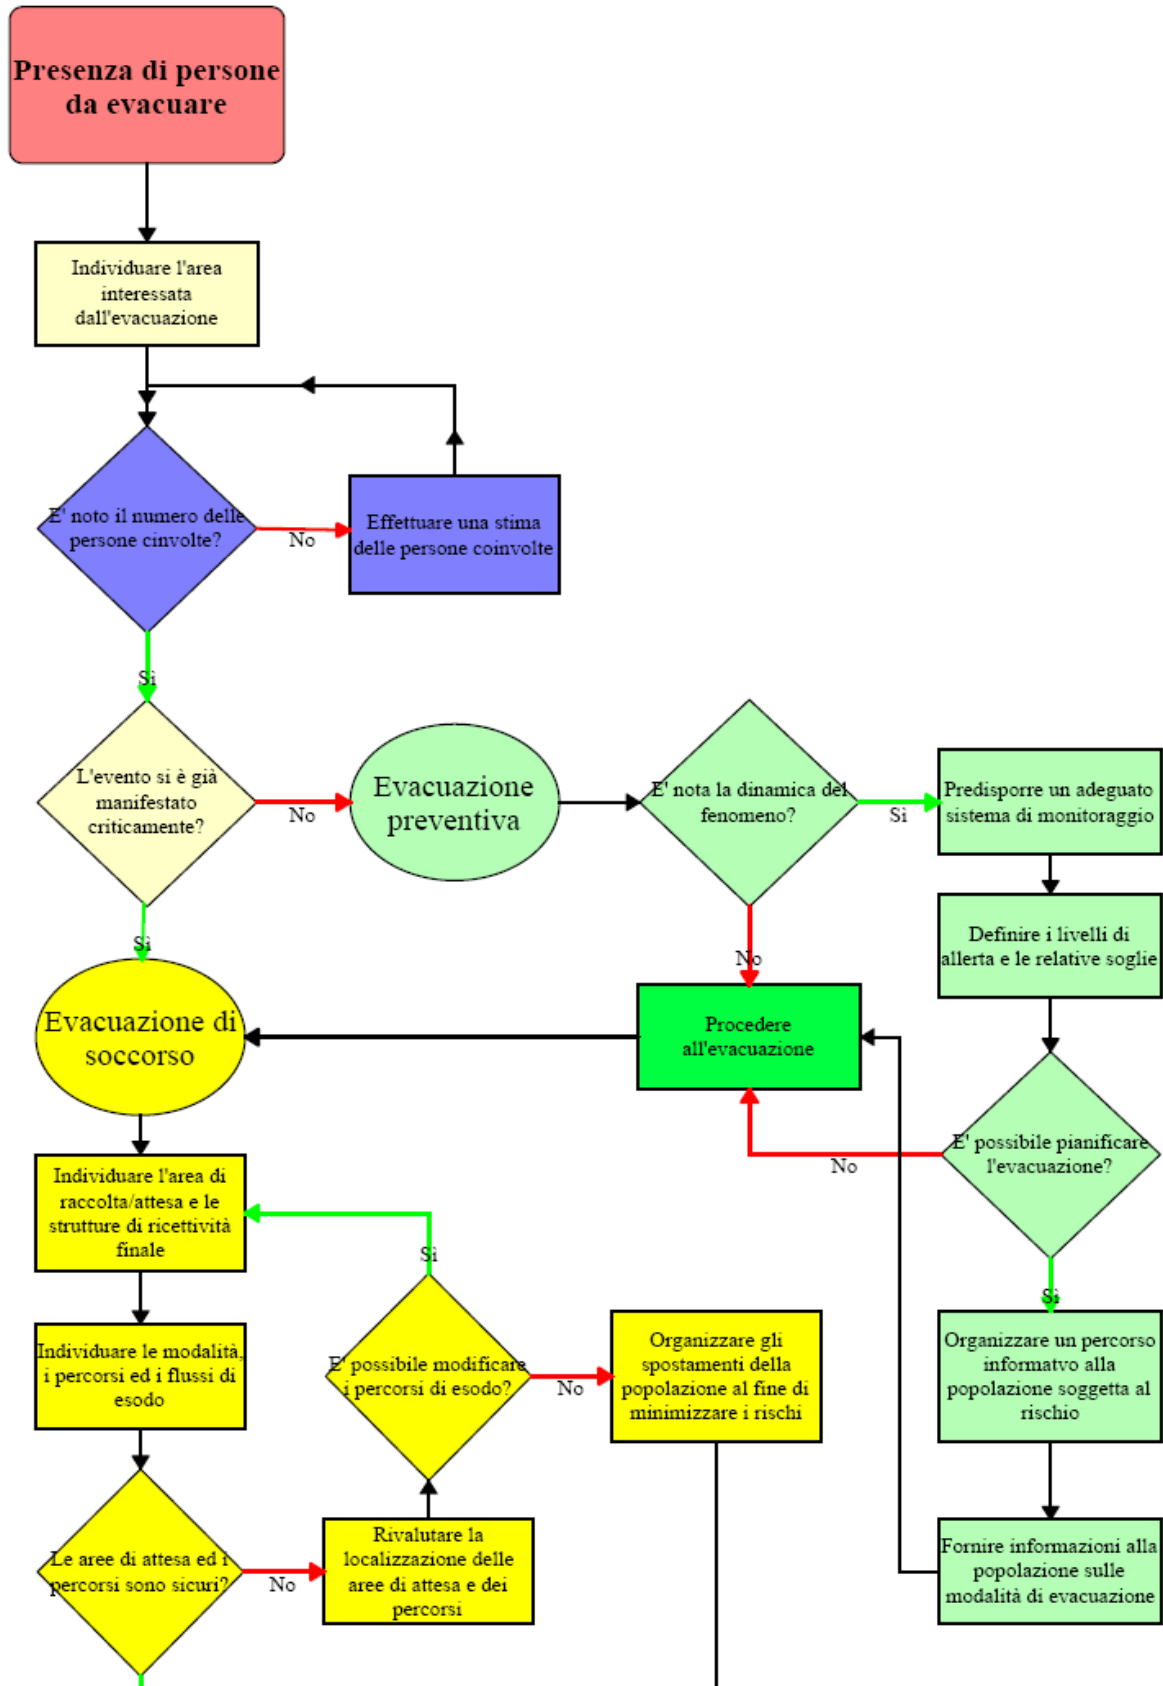 Presenza di persone
da evacuare
Individuare l'area
interessata
dall'evacuazione
E' noto il numero delle
persone cinvolte?
No
Effettuare una stima
delle persone coinvolte
Sì
L'evento si è già
manifestato
criticamente?
No
Evacuazione
preventiva
E' nota la dinamica del
fenomeno?
Sì
Predisporre un adeguato
sistema di monitoraggio
Definire i livelli di
allerta e le relative soglie
Sì
No
Evacuazione di
soccorso
Procedere
all'evacuazione
E' possibile pianificare
l'evacuazione?
No
Sì
Individuare l'area di
raccolta/attesa e le
strutture di ricettività
finale
Sì
Individuare le modalità,
i percorsi ed i flussi di
esodo
E' possibile modificare
i percorsi di esodo?
No
Organizzare gli
spostamenti della
popolazione al fine di
minimizzare i rischi
Organizzare un percorso
informatvo alla
popolazione soggetta al
rischio
Le aree di attesa ed i
percorsi sono sicuri?
No
Rivalutare la
localizzazione delle
aree di attesa e dei
percorsi
Fornire informazioni alla
popolazione sulle
modalità di evacuazione